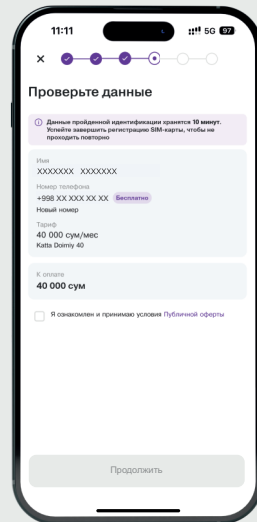 11:11
5G 97
Проверьте данные
Данные пройденной идентификации хранятся 10 минут.
Успейте завершить регистрацию SIM-карты, чтобы не
проходить повторно
Имя
XXXXXXX XXXXXXX
Номер телефона
+998 XX XXX XX XX Бесплатно
Новый номер
Тариф
40 000 сум/мес
Katta Doimiy 40
К оплате
40 000 сум
Я ознакомлен и принимаю условия Публичной оферты
Продолжить